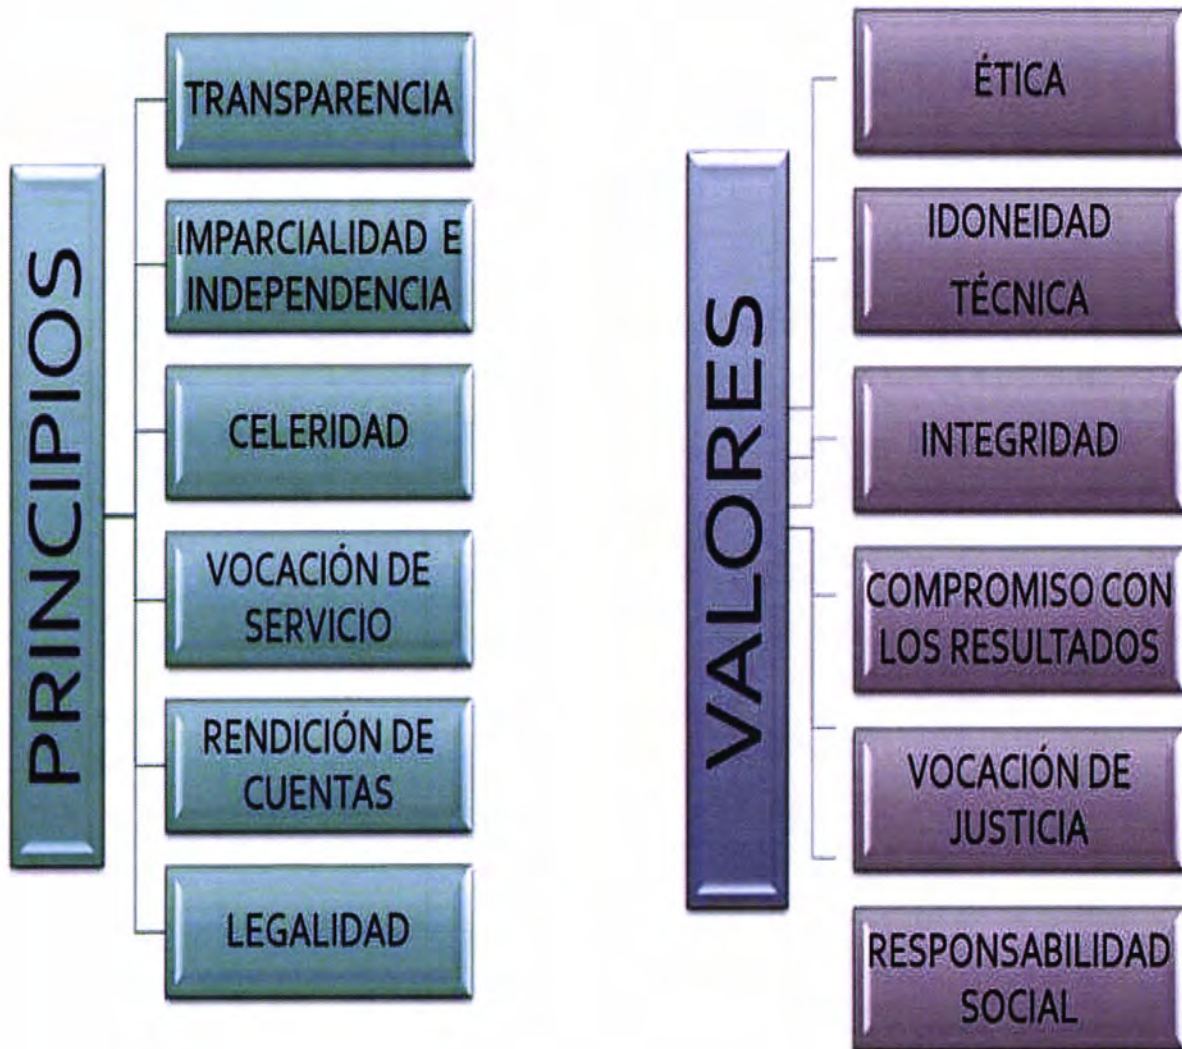 PRINCIPIOS
TRANSPARENCIA
IMPARCIALIDAD E
INDEPENDENCIA
CELERIDAD
VOCACIÓN DE
SERVICIO
RENDICIÓN DE
CUENTAS
LEGALIDAD
VALORES
ÉTICA
IDONEIDAD
TÉCNICA
INTEGRIDAD
COMPROMISO CON
LOS RESULTADOS
VOCACIÓN DE
JUSTICIA
RESPONSABILIDAD
SOCIAL